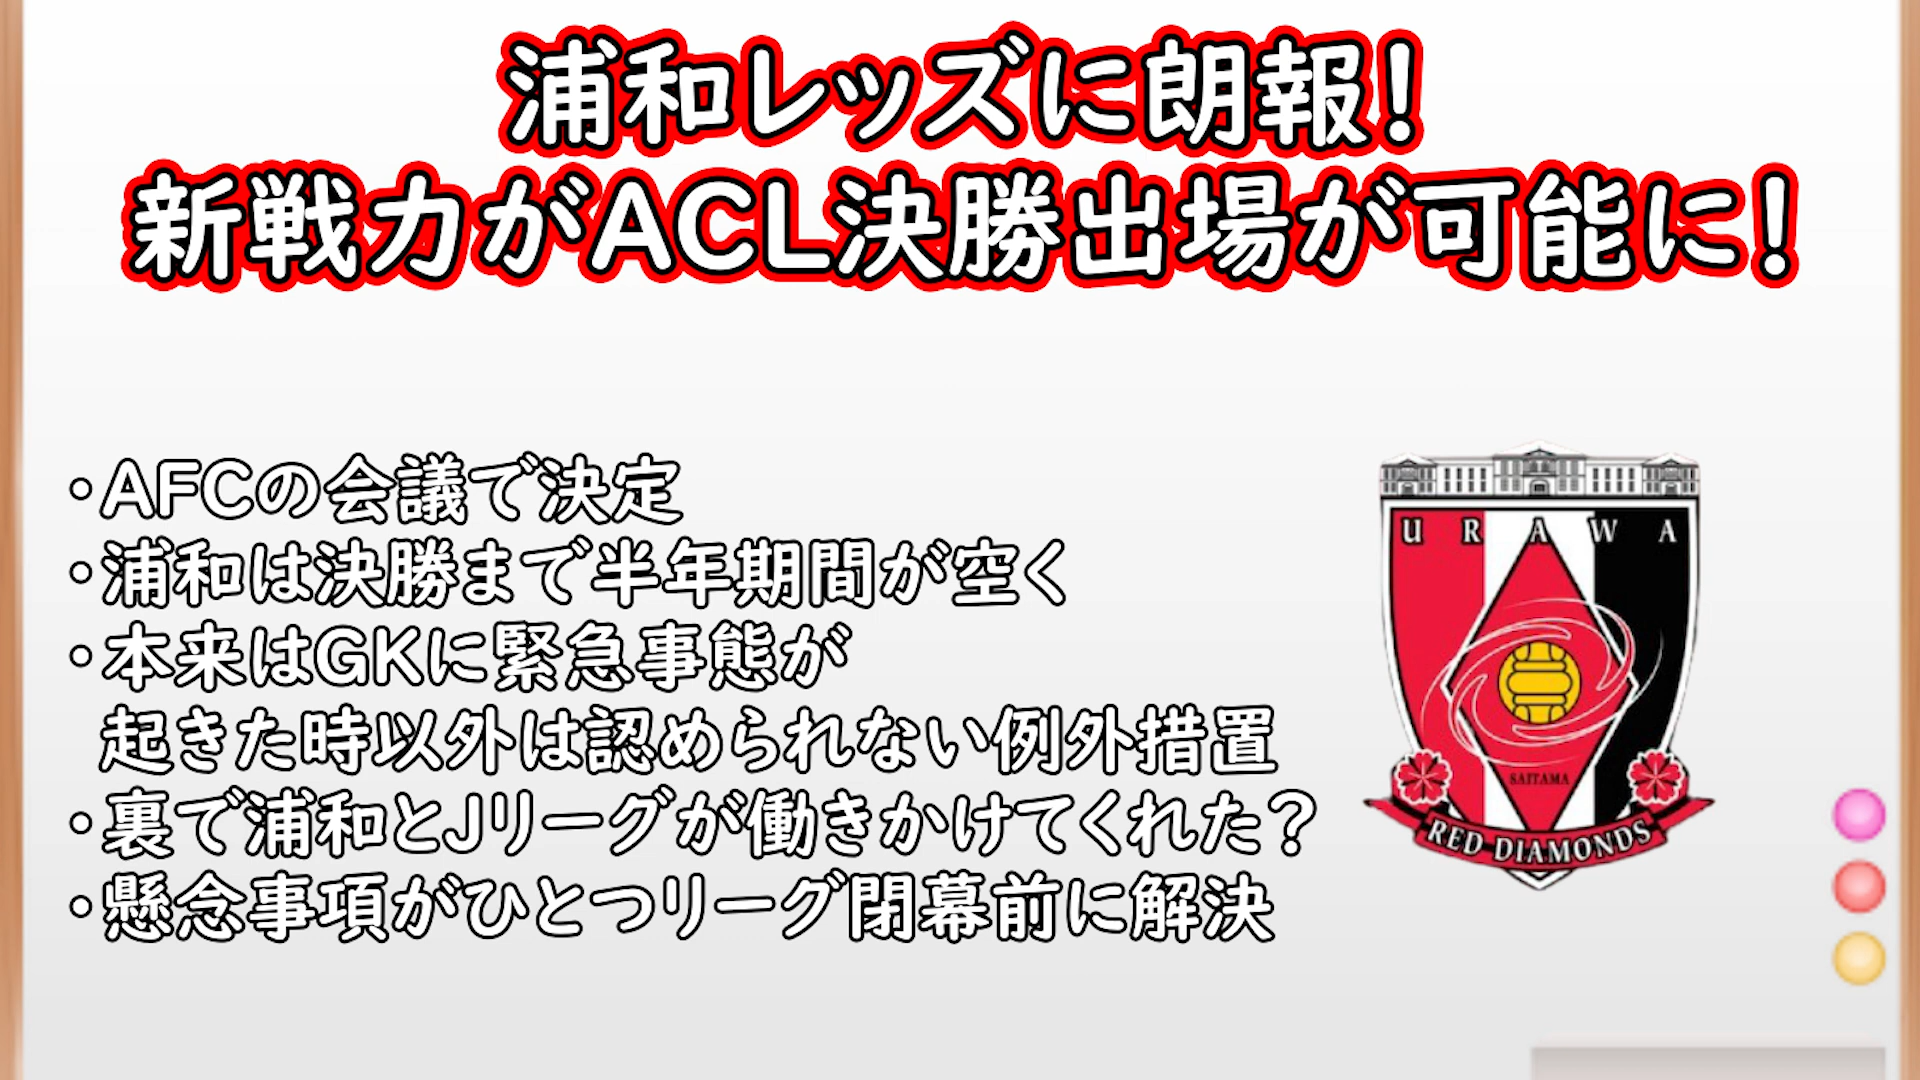 浦和レッズに朗報！
新戦力がACL決勝出場が可能に！
・AFCの会議で決定
・浦和は決勝まで半年期間が空く
・本来はGKに緊急事態が
起きた時以外は認められない例外措置
・裏で浦和とJリーグが働きかけてくれた？
・懸念事項がひとつリーグ閉幕前に解決
URAWA
SAITAMA
RED DIAMONDS